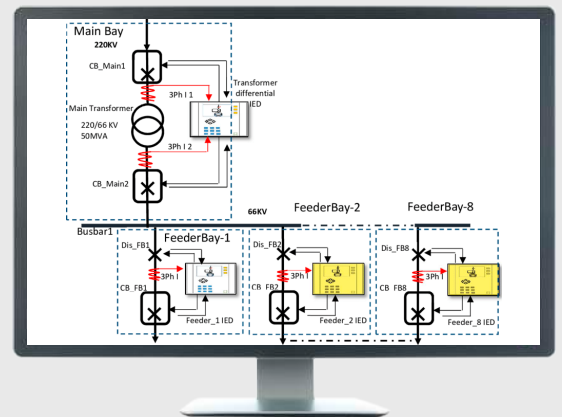 Main Bay
220KV
CB_Main1
Transformer
differential
IED
3Ph I 1
Main Transformer
220/66 KV
50MVA
3Ph I 2
CB_Main2
66KV
FeederBay-2
FeederBay-8
Busbar1
FeederBay-1
Dis_FB1
Dis_FB2
Dis_FB8
3Ph I
3Ph I
3Ph I
CB_FB1
CB_FB2
CB FB8
Feeder_1 IED
Feeder_2 IED
Feeder_8 IED